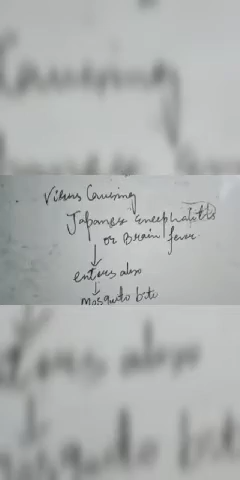 Virus Causing
Japanese encephalitis
or Brain fever
↓
enters also
↓
mosquito bite